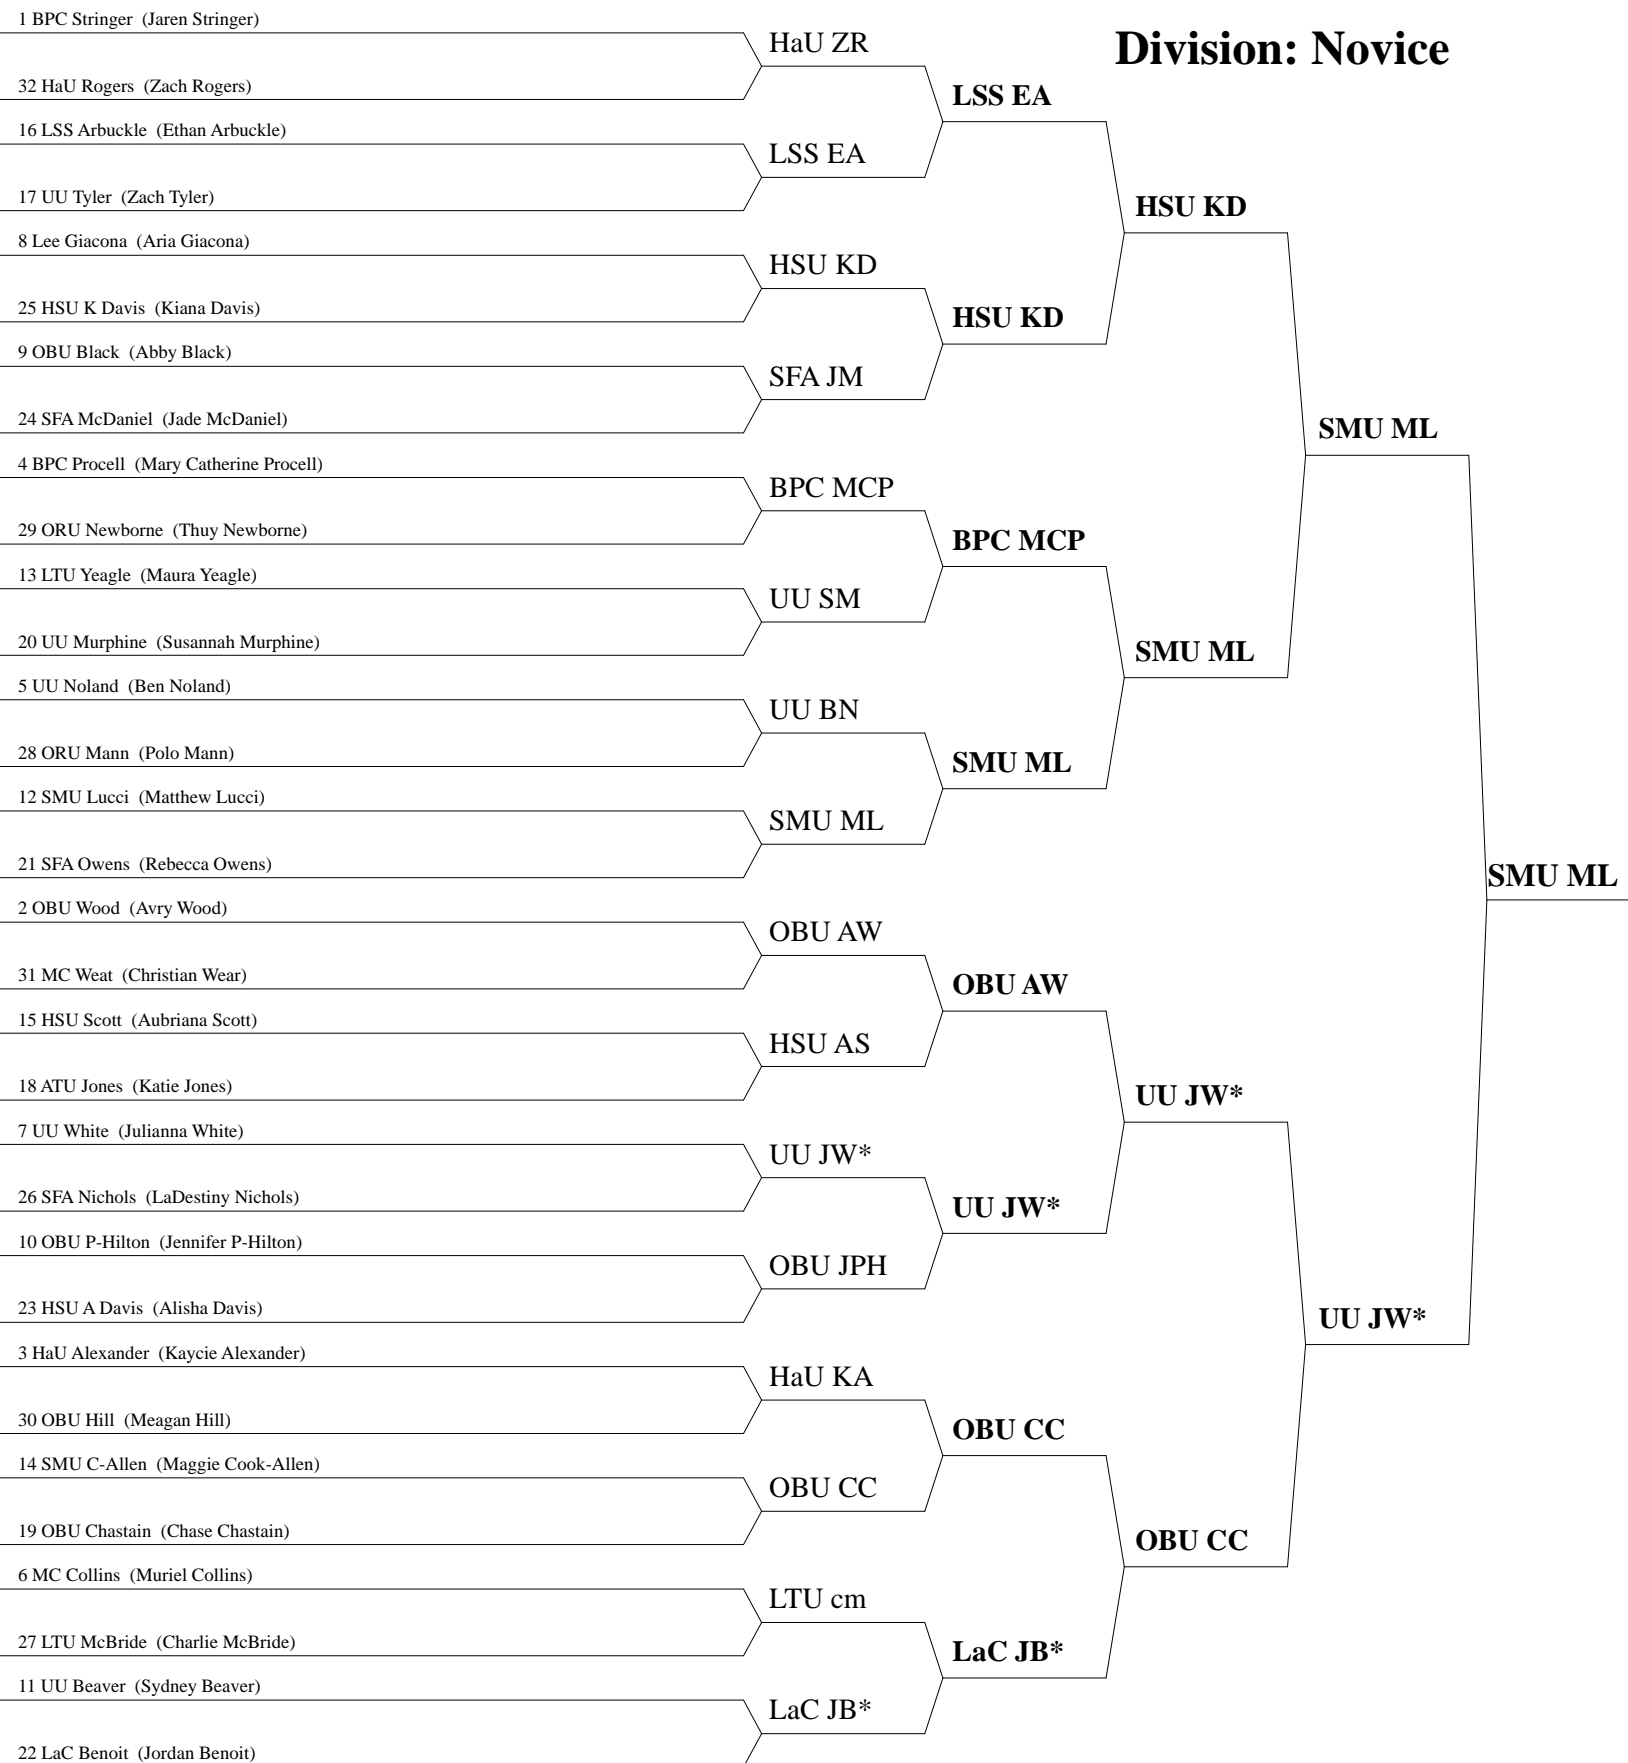 1 BPC Stringer (Jaren Stringer)
HaU ZR
Division: Novice
32 HaU Rogers (Zach Rogers)
LSS EA
16 LSS Arbuckle (Ethan Arbuckle)
LSS EA
17 UU Tyler (Zach Tyler)
HSU KD
8 Lee Giacona (Aria Giacona)
HSU KD
25 HSU K Davis (Kiana Davis)
HSU KD
9 OBU Black (Abby Black)
SFA JM
24 SFA McDaniel (Jade McDaniel)
SMU ML
4 BPC Procell (Mary Catherine Procell)
BPC MCP
29 ORU Newborne (Thuy Newborne)
BPC MCP
13 LTU Yeagle (Maura Yeagle)
UU SM
20 UU Murphine (Susannah Murphine)
SMU ML
5 UU Noland (Ben Noland)
UU BN
28 ORU Mann (Polo Mann)
SMU ML
12 SMU Lucci (Matthew Lucci)
SMU ML
21 SFA Owens (Rebecca Owens)
SMU ML
2 OBU Wood (Avry Wood)
OBU AW
31 MC Weat (Christian Wear)
OBU AW
15 HSU Scott (Aubriana Scott)
HSU AS
18 ATU Jones (Katie Jones)
UU JW*
7 UU White (Julianna White)
UU JW*
26 SFA Nichols (LaDestiny Nichols)
UU JW*
10 OBU P-Hilton (Jennifer P-Hilton)
OBU JPH
23 HSU A Davis (Alisha Davis)
UU JW*
3 HaU Alexander (Kaycie Alexander)
HaU KA
30 OBU Hill (Meagan Hill)
OBU CC
14 SMU C-Allen (Maggie Cook-Allen)
OBU CC
19 OBU Chastain (Chase Chastain)
OBU CC
6 MC Collins (Muriel Collins)
LTU cm
27 LTU McBride (Charlie McBride)
LaC JB*
11 UU Beaver (Sydney Beaver)
LaC JB*
22 LaC Benoit (Jordan Benoit)